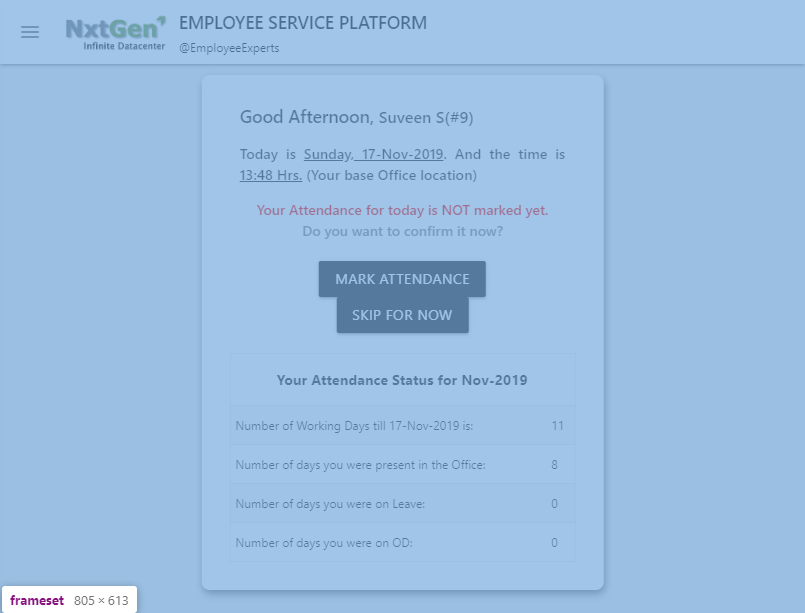 NxtGen
Infinite Datacenter
EMPLOYEE SERVICE PLATFORM
@EmployeeExperts
Good Afternoon, Suveen S(#9)
Today is Sunday, 17-Nov-2019. And the time is
13:48 Hrs. (Your base Office location)
Your Attendance for today is NOT marked yet.
Do you want to confirm it now?
MARK ATTENDANCE
SKIP FOR NOW
Your Attendance Status for Nov-2019
Number of Working Days till 17-Nov-2019 is: 11
Number of days you were present in the Office: 8
Number of days you were on Leave: 0
Number of days you were on OD: 0
frameset 805 × 613